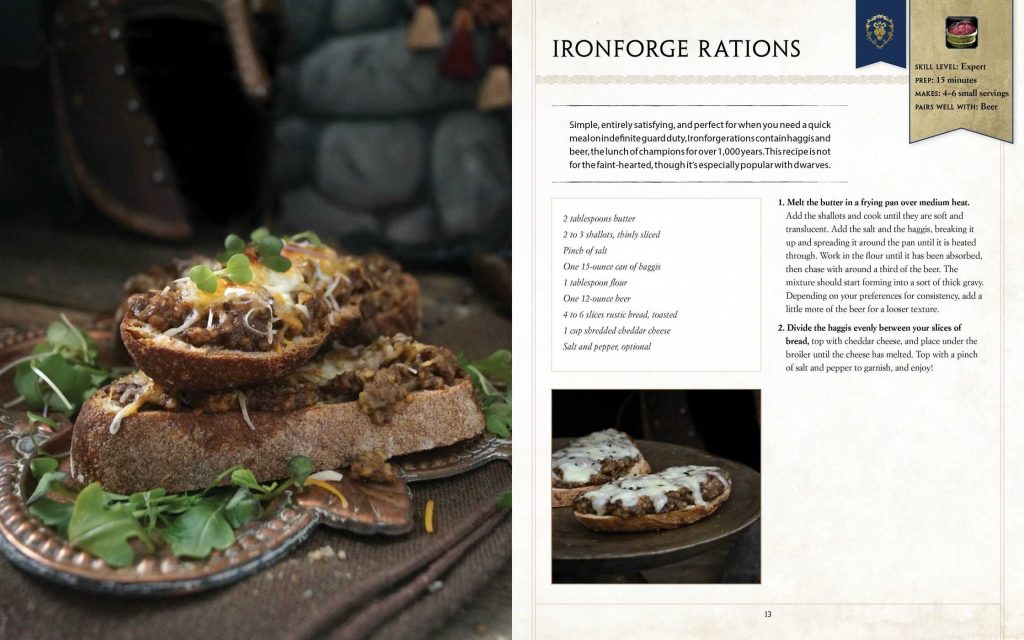 IRONFORGE RATIONS
SKILL LEVEL: Expert
PREP: 15 minutes
MAKES: 4–6 small servings
PAIRS WELL WITH: Beer
Simple, entirely satisfying, and perfect for when you need a quick
meal on indefinite guard duty, Ironforge rations contain haggis and
beer, the lunch of champions for over 1,000 years. This recipe is not
for the faint-hearted, though it's especially popular with dwarves.
2 tablespoons butter
2 to 3 shallots, thinly sliced
Pinch of salt
One 15-ounce can of haggis
1 tablespoon flour
One 12-ounce beer
4 to 6 slices rustic bread, toasted
1 cup shredded cheddar cheese
Salt and pepper, optional
1. Melt the butter in a frying pan over medium heat.
Add the shallots and cook until they are soft and
translucent. Add the salt and the haggis, breaking it
up and spreading it around the pan until it is heated
through. Work in the flour until it has been absorbed,
then chase with around a third of the beer. The
mixture should start forming into a sort of thick gravy.
Depending on your preferences for consistency, add a
little more of the beer for a looser texture.
2. Divide the haggis evenly between your slices of
bread, top with cheddar cheese, and place under the
broiler until the cheese has melted. Top with a pinch
of salt and pepper to garnish, and enjoy!
13